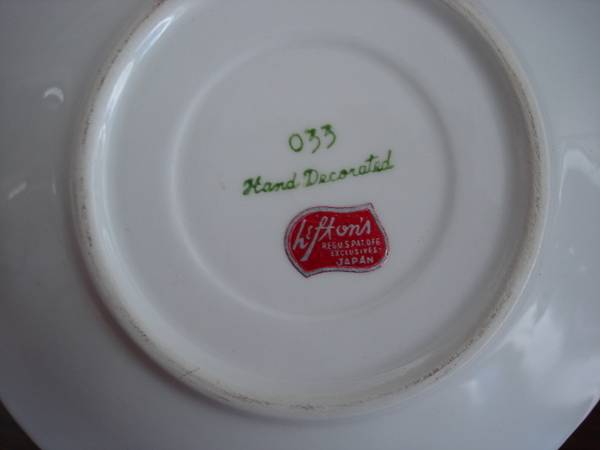 033
Hand Decorated
Lefton's
REG.U.S.PAT.OFF.
EXCLUSIVES
JAPAN